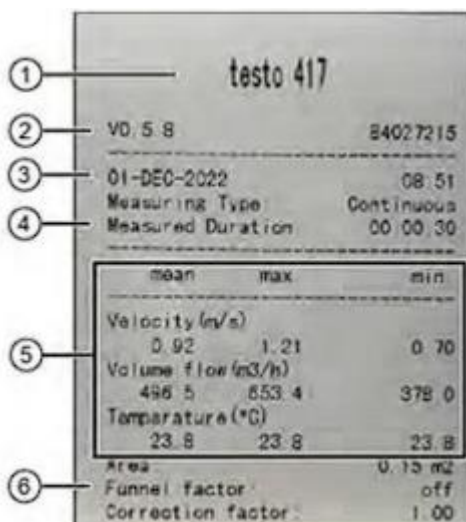 ① testo 417
② V0.5.8 84027215
③ 01-DEC-2022 08:51
Measuring Type: Continuous
④ Measured Duration 00:00:30
mean max min
⑤
Velocity(m/s)
0.92 1.21 0.70
Volume flow(m3/h)
496.5 653.4 378.0
Temparature(°C)
23.8 23.8 23.8
Area 0.15 m2
⑥ Funnel factor: off
Correction factor: 1.00